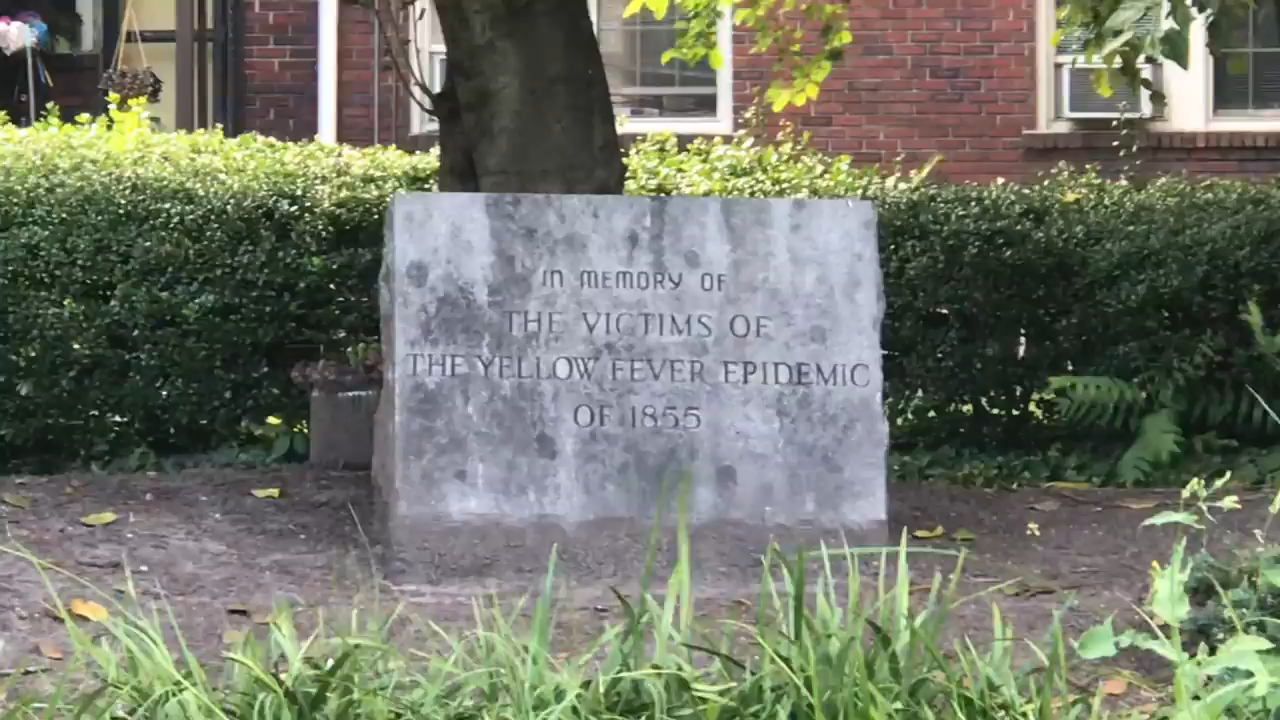 IN MEMORY OF
THE VICTIMS OF
THE YELLOW FEVER EPIDEMIC
OF 1855